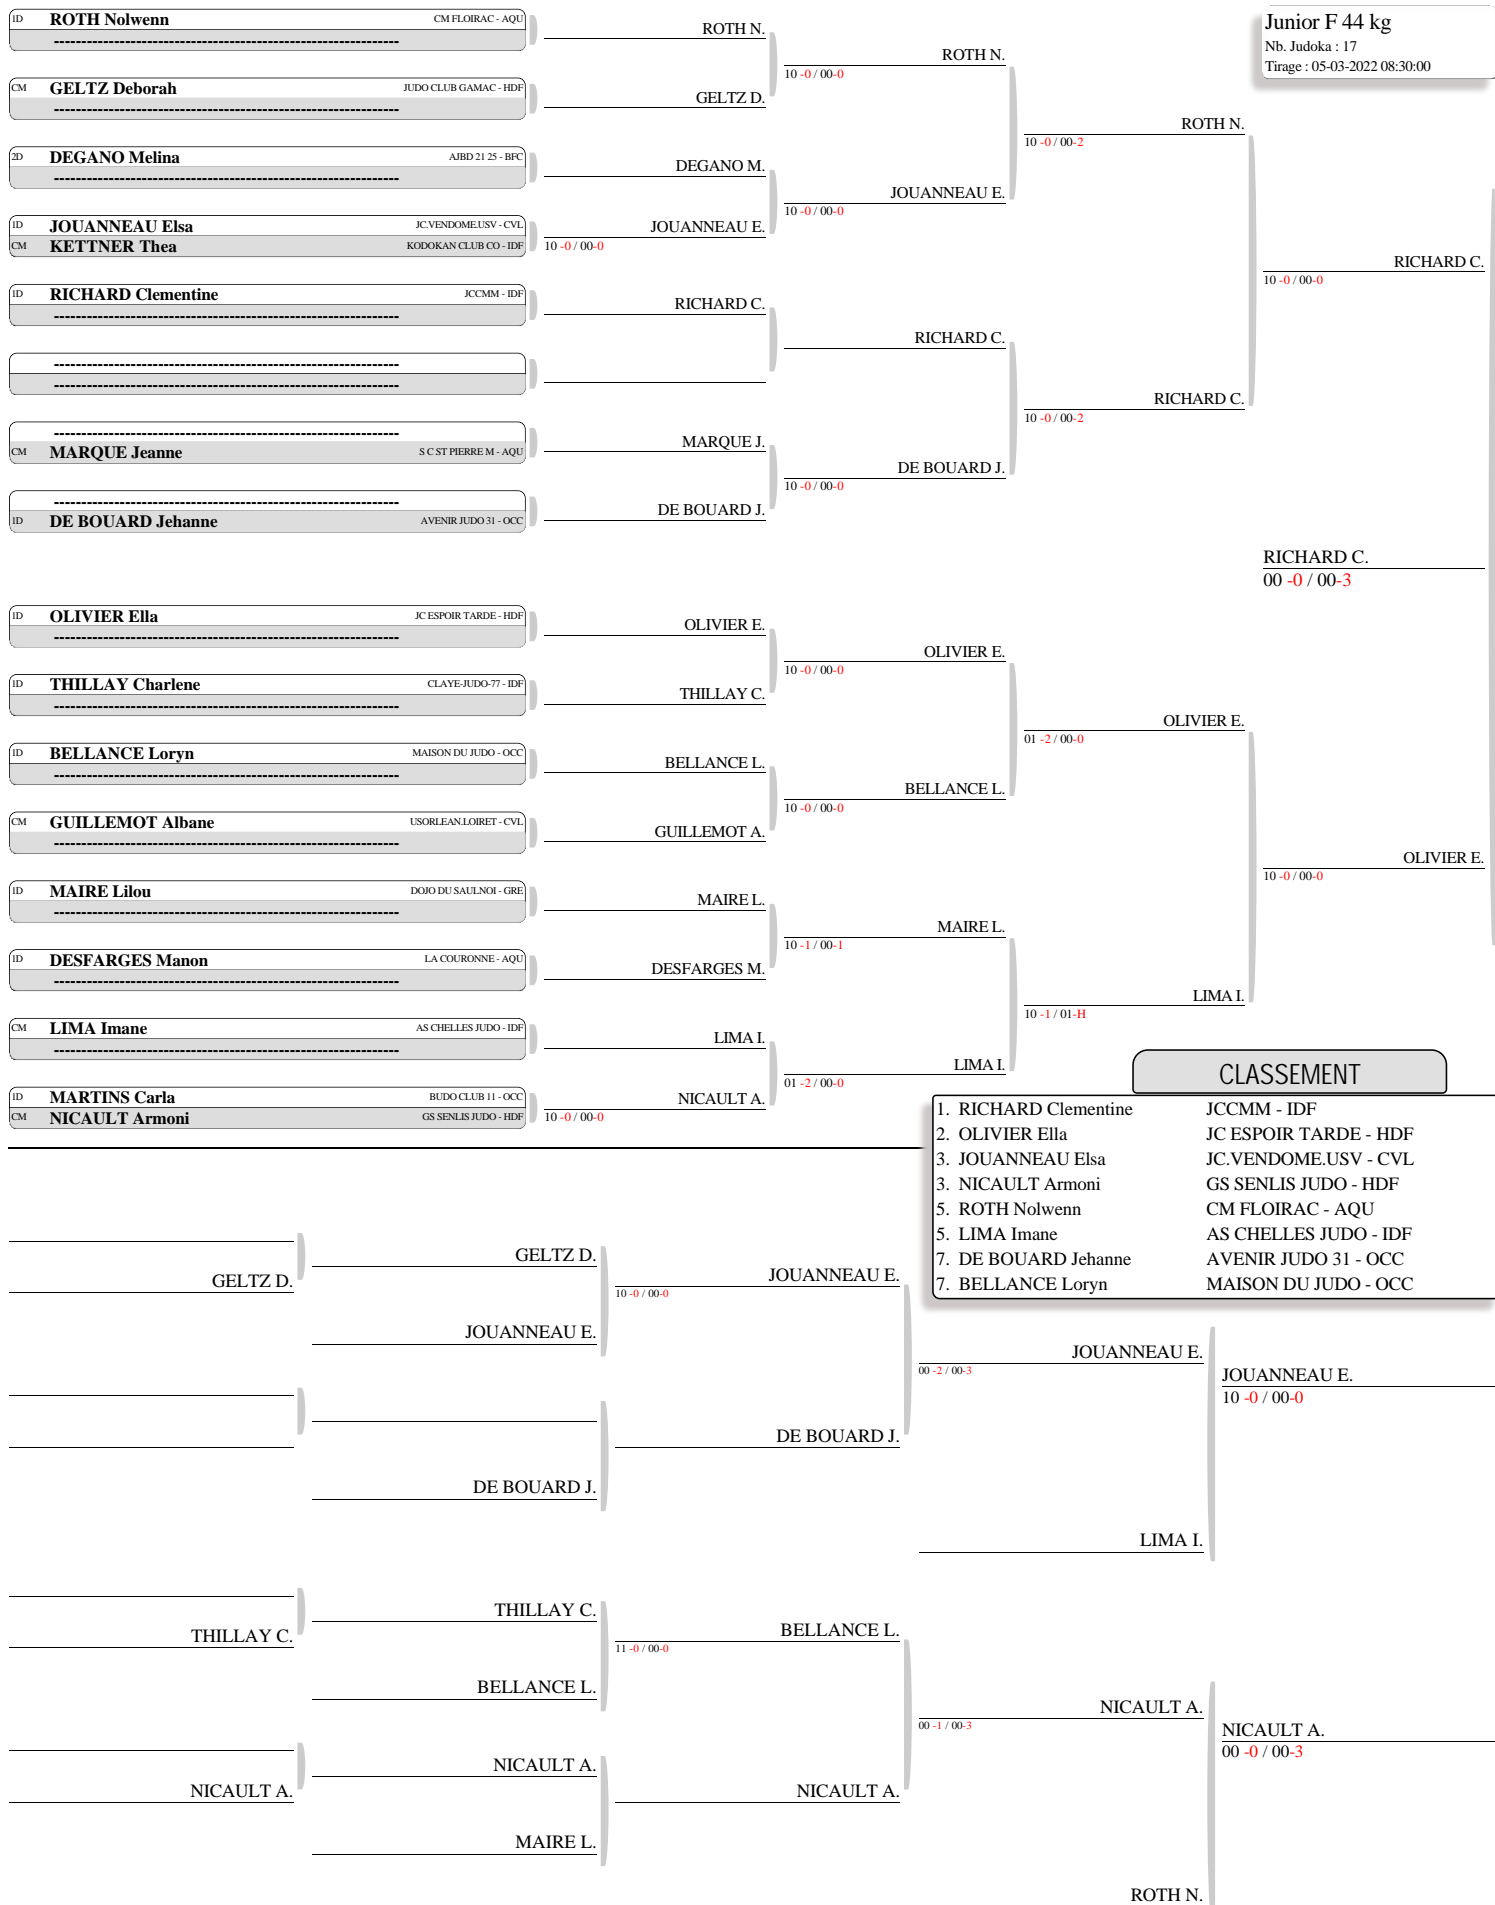 Junior F 44 kg
Nb. Judoka : 17
Tirage : 05-03-2022 08:30:00
1D ROTH Nolwenn CM FLOIRAC - AQU
----------------------------------------------------------------
CM GELTZ Deborah JUDO CLUB GAMAC - HDF
----------------------------------------------------------------
2D DEGANO Melina AJBD 21 25 - BFC
----------------------------------------------------------------
1D JOUANNEAU Elsa JC.VENDOME.USV - CVL
CM KETTNER Thea KODOKAN CLUB CO - IDF
1D RICHARD Clementine JCCMM - IDF
----------------------------------------------------------------
----------------------------------------------------------------
----------------------------------------------------------------
----------------------------------------------------------------
CM MARQUE Jeanne S C ST PIERRE M - AQU
----------------------------------------------------------------
1D DE BOUARD Jehanne AVENIR JUDO 31 - OCC
1D OLIVIER Ella JC ESPOIR TARDE - HDF
----------------------------------------------------------------
1D THILLAY Charlene CLAYE-JUDO-77 - IDF
----------------------------------------------------------------
1D BELLANCE Loryn MAISON DU JUDO - OCC
----------------------------------------------------------------
CM GUILLEMOT Albane USORLEAN.LOIRET - CVL
----------------------------------------------------------------
1D MAIRE Lilou DOJO DU SAULNOI - GRE
----------------------------------------------------------------
1D DESFARGES Manon LA COURONNE - AQU
----------------------------------------------------------------
CM LIMA Imane AS CHELLES JUDO - IDF
----------------------------------------------------------------
1D MARTINS Carla BUDO CLUB 11 - OCC
CM NICAULT Armoni GS SENLIS JUDO - HDF
ROTH N.
GELTZ D.
DEGANO M.
JOUANNEAU E.
10 -0 / 00-0
RICHARD C.
MARQUE J.
DE BOUARD J.
OLIVIER E.
THILLAY C.
BELLANCE L.
GUILLEMOT A.
MAIRE L.
DESFARGES M.
LIMA I.
NICAULT A.
10 -0 / 00-0
ROTH N.
10 -0 / 00-0
JOUANNEAU E.
10 -0 / 00-0
RICHARD C.
DE BOUARD J.
10 -0 / 00-0
OLIVIER E.
10 -0 / 00-0
BELLANCE L.
10 -0 / 00-0
MAIRE L.
10 -1 / 00-1
LIMA I.
01 -2 / 00-0
ROTH N.
10 -0 / 00-2
RICHARD C.
10 -0 / 00-2
OLIVIER E.
01 -2 / 00-0
LIMA I.
10 -1 / 01-H
RICHARD C.
10 -0 / 00-0
OLIVIER E.
10 -0 / 00-0
RICHARD C.
00 -0 / 00-3
CLASSEMENT
1. RICHARD Clementine JCCMM - IDF
2. OLIVIER Ella JC ESPOIR TARDE - HDF
3. JOUANNEAU Elsa JC.VENDOME.USV - CVL
3. NICAULT Armoni GS SENLIS JUDO - HDF
5. ROTH Nolwenn CM FLOIRAC - AQU
5. LIMA Imane AS CHELLES JUDO - IDF
7. DE BOUARD Jehanne AVENIR JUDO 31 - OCC
7. BELLANCE Loryn MAISON DU JUDO - OCC
GELTZ D.
GELTZ D.
JOUANNEAU E.
DE BOUARD J.
JOUANNEAU E.
10 -0 / 00-0
DE BOUARD J.
JOUANNEAU E.
00 -2 / 00-3
LIMA I.
JOUANNEAU E.
10 -0 / 00-0
THILLAY C.
NICAULT A.
THILLAY C.
BELLANCE L.
NICAULT A.
MAIRE L.
BELLANCE L.
11 -0 / 00-0
NICAULT A.
NICAULT A.
00 -1 / 00-3
ROTH N.
NICAULT A.
00 -0 / 00-3